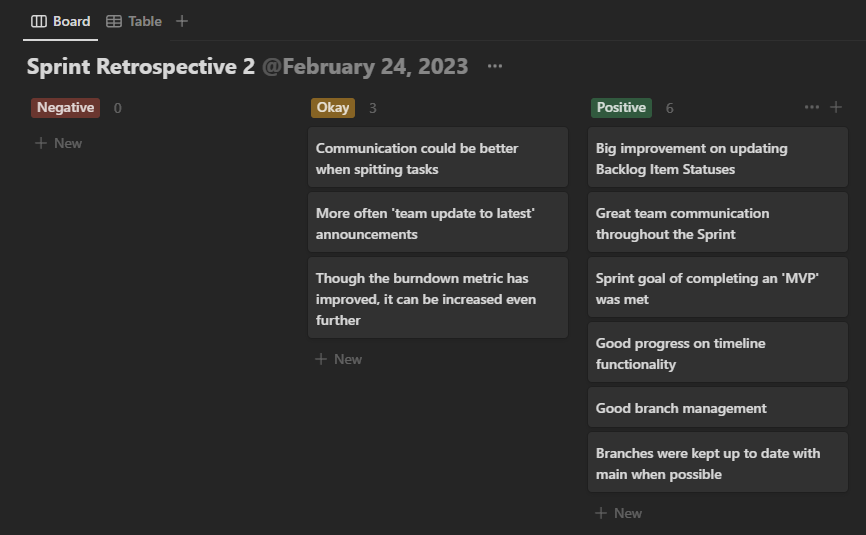 Board Table
Sprint Retrospective 2 @February 24, 2023
Negative 0
New
Okay 3
Communication could be better
when spitting tasks
More often 'team update to latest'
announcements
Though the burndown metric has
improved, it can be increased even
further
New
Positive 6
Big improvement on updating
Backlog Item Statuses
Great team communication
throughout the Sprint
Sprint goal of completing an 'MVP'
was met
Good progress on timeline
functionality
Good branch management
Branches were kept up to date with
main when possible
New